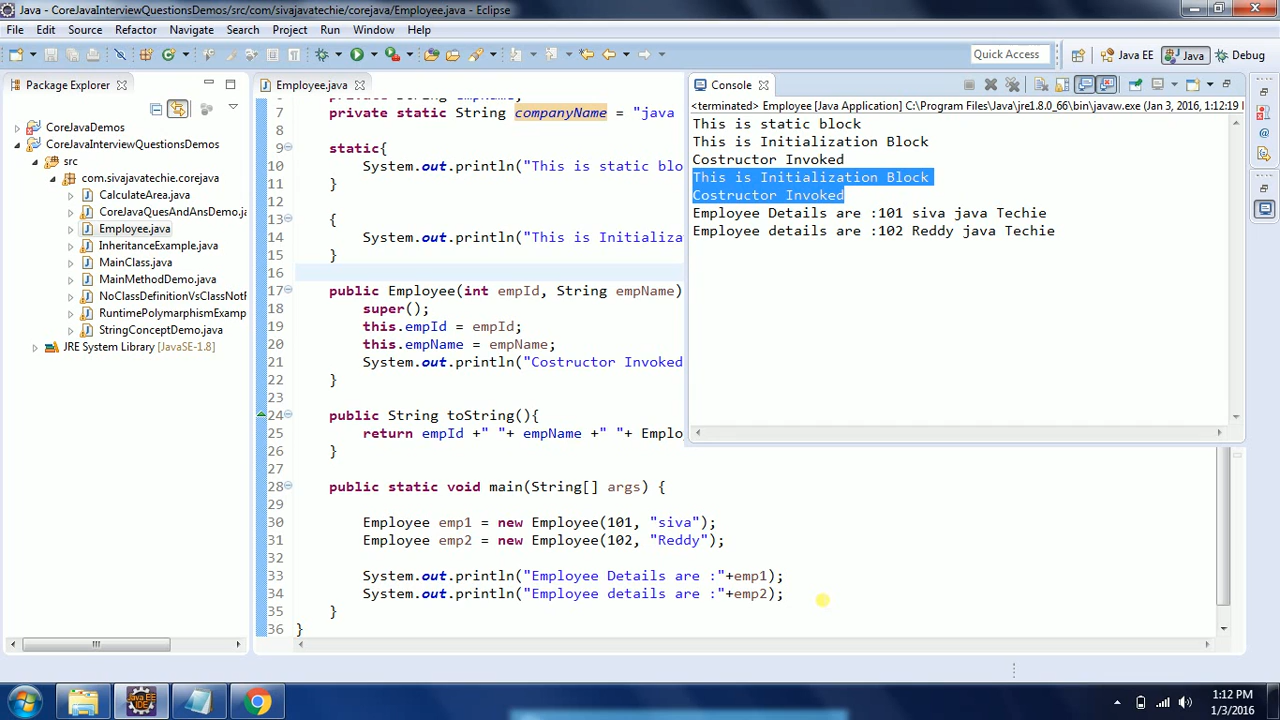 Java - CoreJavaInterviewQuestionsDemos/src/com/sivajavatechie/corejava/Employee.java - Eclipse
File Edit Source Refactor Navigate Search Project Run Window Help
Quick Access Java EE Java Debug
Package Explorer
CoreJavaDemos
CoreJavaInterviewQuestionsDemos
src
com.sivajavatechie.corejava
CalculateArea.java
CoreJavaQuesAndAnsDemo.ja
Employee.java
InheritanceExample.java
MainClass.java
MainMethodDemo.java
NoClassDefinitionVsClassNotF
RuntimePolymarphismExamp
StringConceptDemo.java
JRE System Library [JavaSE-1.8]
Employee.java
7 private static String companyName = "java
8
9 static{
10 System.out.println("This is static blo
11 }
12
13 {
14 System.out.println("This is Initializa
15 }
16
17 public Employee(int empId, String empName)
18 super();
19 this.empId = empId;
20 this.empName = empName;
21 System.out.println("Costructor Invoked
22 }
23
24 public String toString(){
25 return empId +" "+ empName +" "+ Emplo
26 }
27
28 public static void main(String[] args) {
29
30 Employee emp1 = new Employee(101, "siva");
31 Employee emp2 = new Employee(102, "Reddy");
32
33 System.out.println("Employee Details are :"+emp1);
34 System.out.println("Employee details are :"+emp2);
35 }
36 }
Console
<terminated> Employee [Java Application] C:\Program Files\Java\jre1.8.0_66\bin\javaw.exe (Jan 3, 2016, 1:12:19
This is static block
This is Initialization Block
Costructor Invoked
This is Initialization Block
Costructor Invoked
Employee Details are :101 siva java Techie
Employee details are :102 Reddy java Techie
1:12 PM
1/3/2016